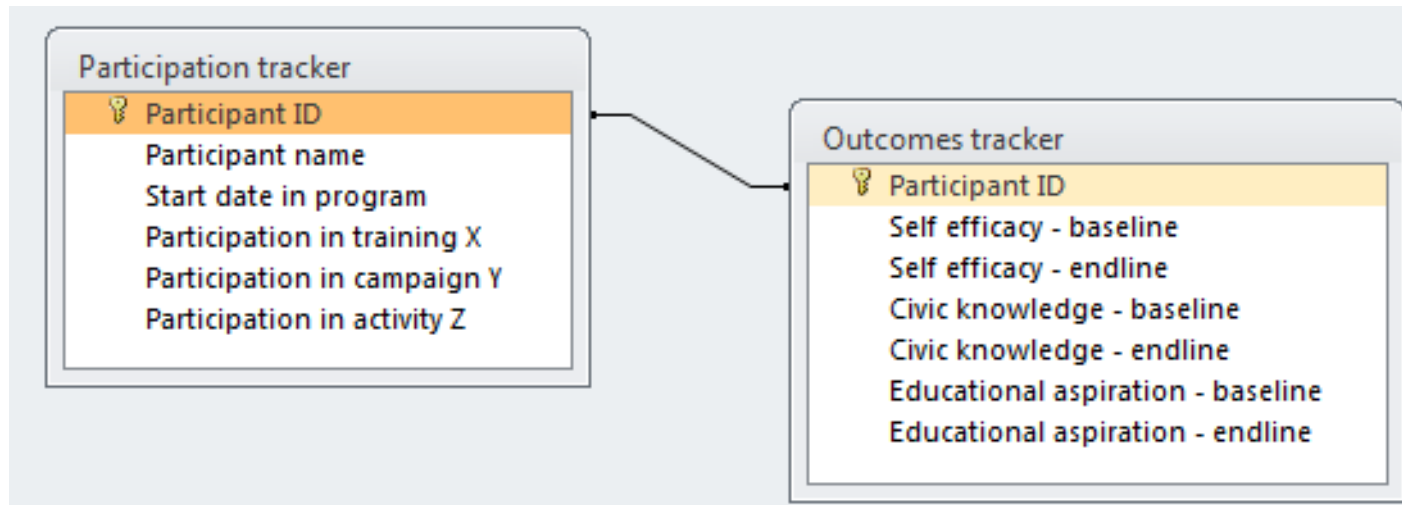 Participation tracker
Participant ID
Participant name
Start date in program
Participation in training X
Participation in campaign Y
Participation in activity Z
Outcomes tracker
Participant ID
Self efficacy - baseline
Self efficacy - endline
Civic knowledge - baseline
Civic knowledge - endline
Educational aspiration - baseline
Educational aspiration - endline